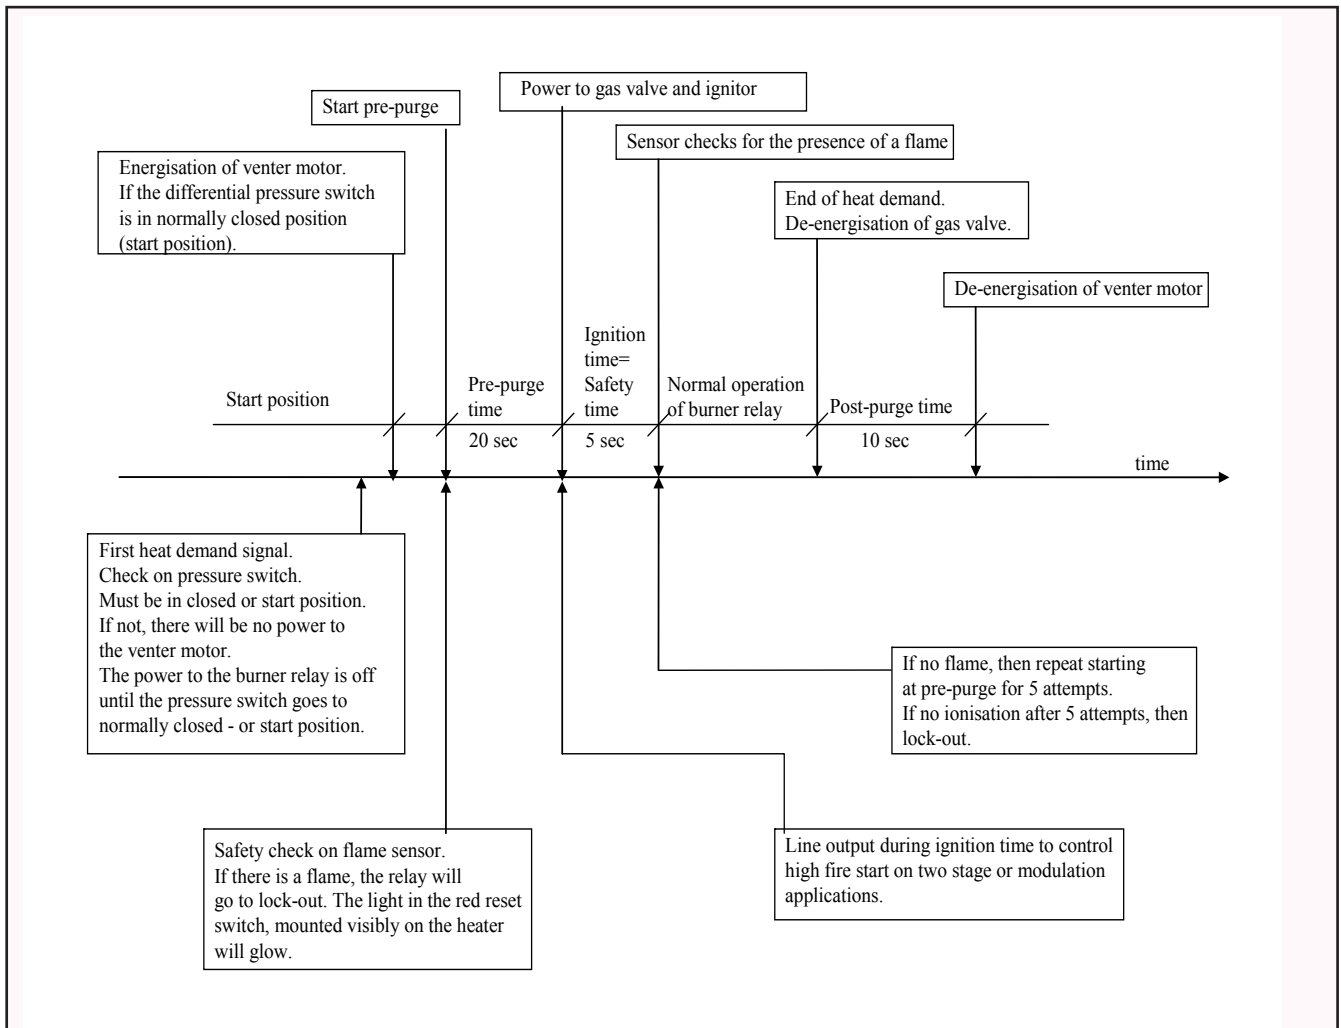 Power to gas valve and ignitor
Start pre-purge
Sensor checks for the presence of a flame
Energisation of venter motor.
If the differential pressure switch
is in normally closed position
(start position).
End of heat demand.
De-energisation of gas valve.
De-energisation of venter motor
Start position
Pre-purge
time
20 sec
Ignition
time=
Safety
time
5 sec
Normal operation
of burner relay
Post-purge time
10 sec
time
First heat demand signal.
Check on pressure switch.
Must be in closed or start position.
If not, there will be no power to
the venter motor.
The power to the burner relay is off
until the pressure switch goes to
normally closed - or start position.
If no flame, then repeat starting
at pre-purge for 5 attempts.
If no ionisation after 5 attempts, then
lock-out.
Safety check on flame sensor.
If there is a flame, the relay will
go to lock-out. The light in the red reset
switch, mounted visibly on the heater
will glow.
Line output during ignition time to control
high fire start on two stage or modulation
applications.